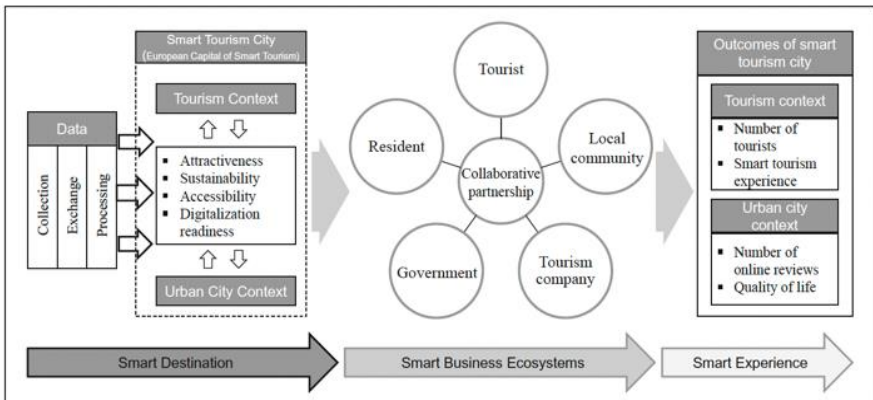 Smart Tourism City
(European Capital of Smart Tourism)
Tourism Context
Data
Collection
Exchange
Processing
▪ Attractiveness
▪ Sustainability
▪ Accessibility
▪ Digitalization
readiness
Urban City Context
Tourist
Resident
Local
community
Collaborative
partnership
Government
Tourism
company
Outcomes of smart
tourism city
Tourism context
▪ Number of
tourists
▪ Smart tourism
experience
Urban city
context
▪ Number of
online reviews
▪ Quality of life
Smart Destination
Smart Business Ecosystems
Smart Experience